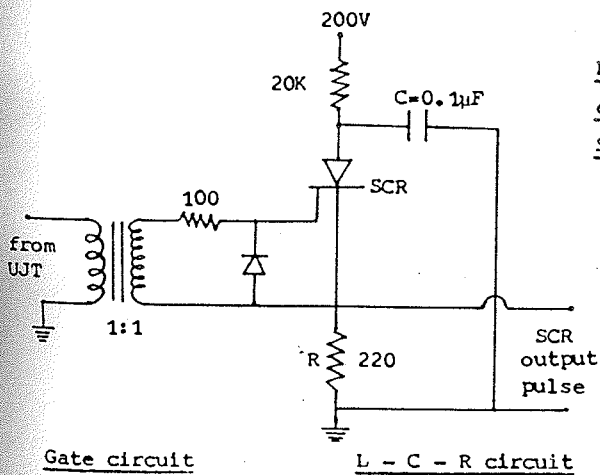 200V
20K
C=0.1μF
SCR
100
from
UJT
1:1
R 220
SCR
output
pulse
Gate circuit
L - C - R circuit